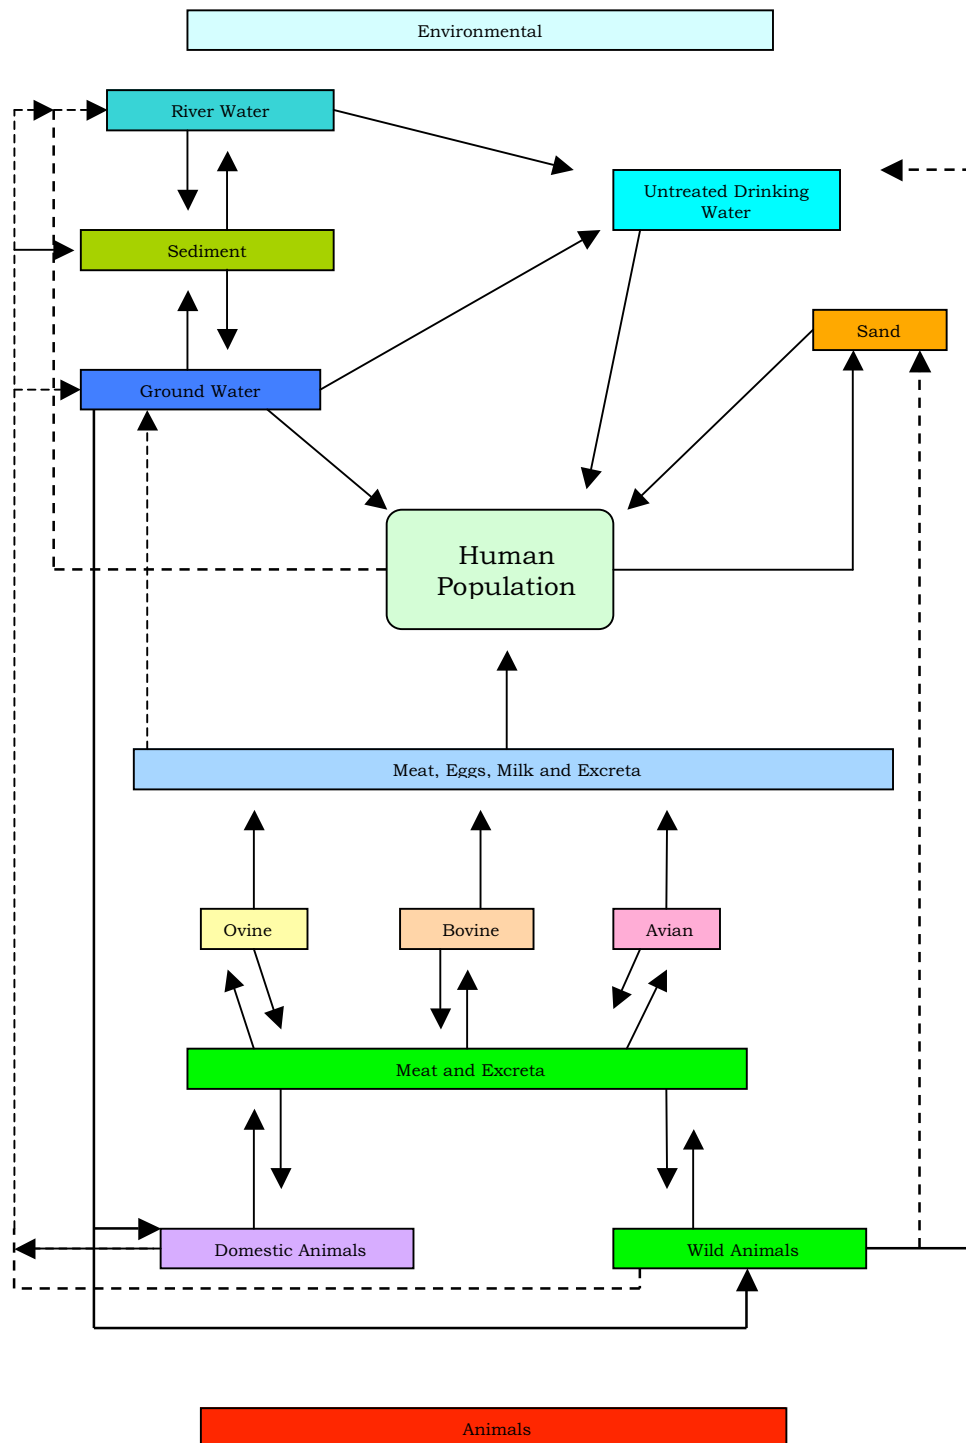 Environmental
River Water
Untreated Drinking
Water
Sediment
Sand
Ground Water
Human
Population
Meat, Eggs, Milk and Excreta
Ovine
Bovine
Avian
Meat and Excreta
Domestic Animals
Wild Animals
Animals